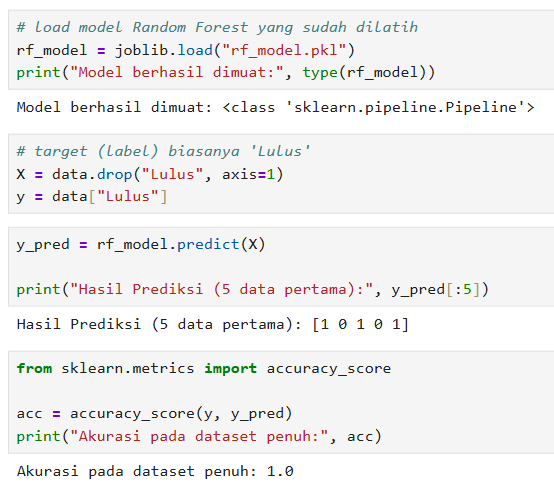 # load model Random Forest yang sudah dilatih
rf_model = joblib.load("rf_model.pkl")
print("Model berhasil dimuat:", type(rf_model))
Model berhasil dimuat: <class 'sklearn.pipeline.Pipeline'>
# target (label) biasanya 'Lulus'
X = data.drop("Lulus", axis=1)
y = data["Lulus"]
y_pred = rf_model.predict(X)
print("Hasil Prediksi (5 data pertama):", y_pred[:5])
Hasil Prediksi (5 data pertama): [1 0 1 0 1]
from sklearn.metrics import accuracy_score
acc = accuracy_score(y, y_pred)
print("Akurasi pada dataset penuh:", acc)
Akurasi pada dataset penuh: 1.0